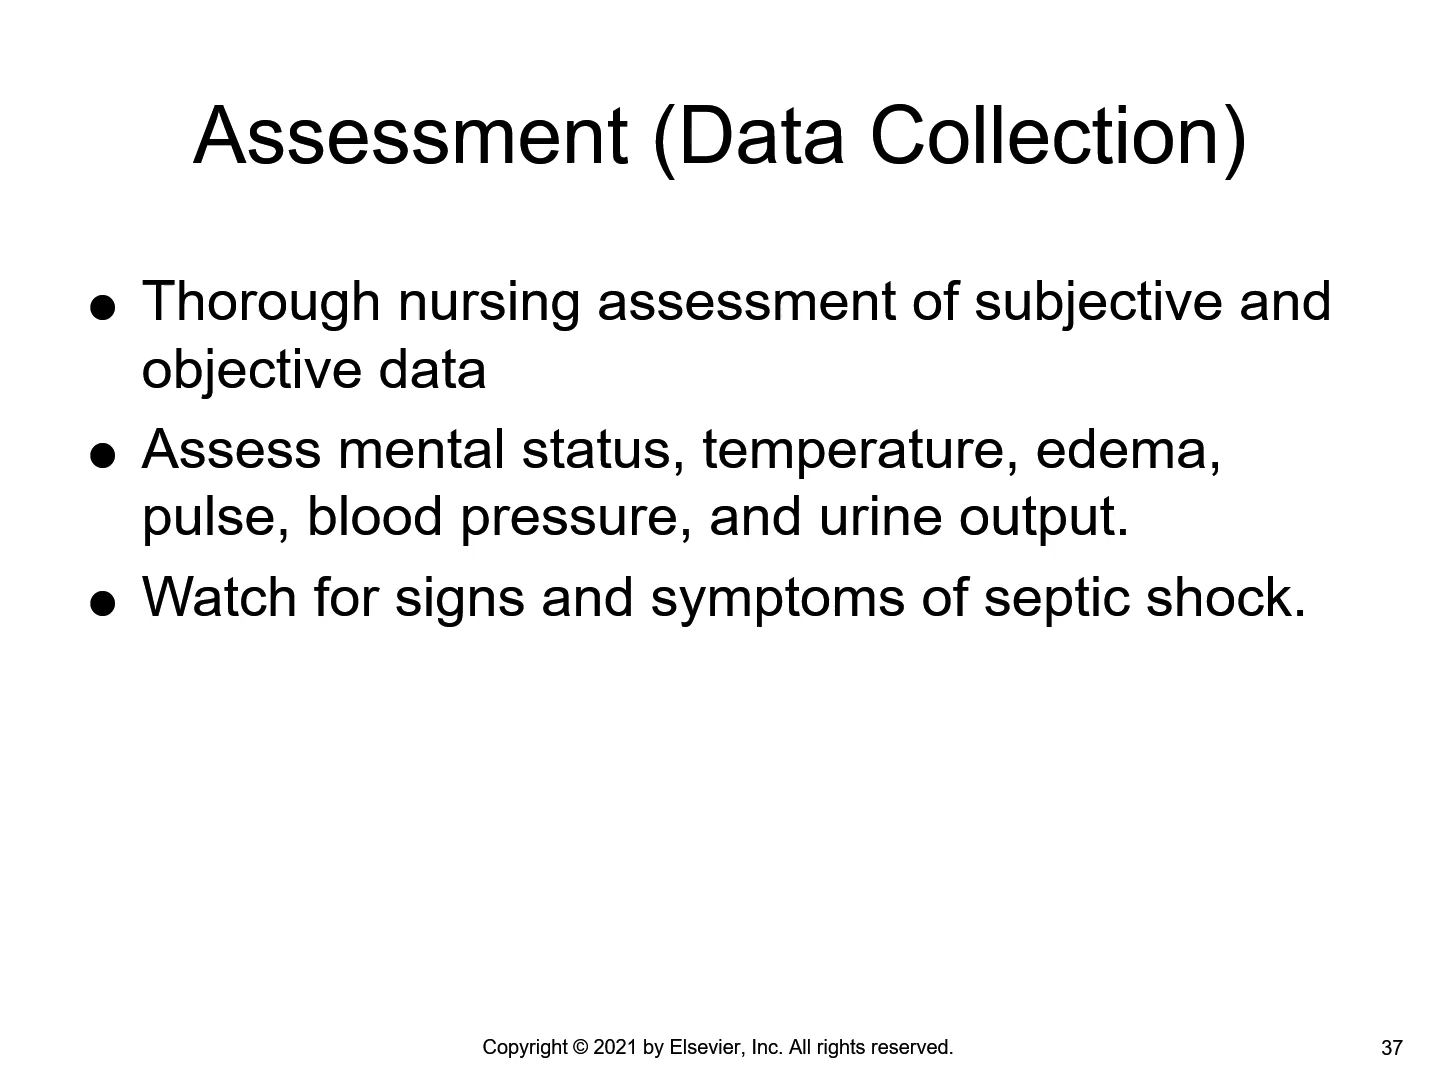 Assessment (Data Collection)
● Thorough nursing assessment of subjective and
objective data
● Assess mental status, temperature, edema,
pulse, blood pressure, and urine output.
● Watch for signs and symptoms of septic shock.
Copyright © 2021 by Elsevier, Inc. All rights reserved.
37